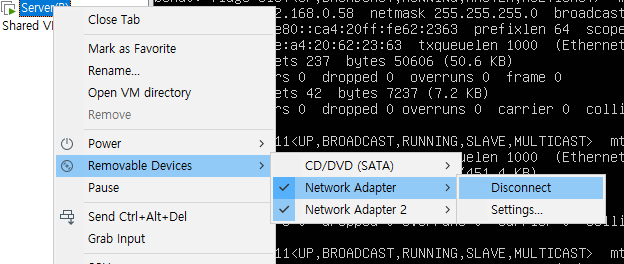 Server(B)
Shared V
Close Tab
Mark as Favorite
Rename...
Open VM directory
Remove
Power
Removable Devices
Pause
Send Ctrl+Alt+Del
Grab Input
CD/DVD (SATA)
Network Adapter
Network Adapter 2
Disconnect
Settings...
2.168.0.58 netmask 255.255.255.0 broadcas
e80::ca4:20ff:fe62:2363 prefixlen 64 scope
e:a4:20:62:23:63 txqueuelen 1000 (Ethernet
ets 237 bytes 50606 (50.6 KB)
rs 0 dropped 0 overruns 0 frame 0
ets 42 bytes 7237 (7.2 KB)
rs 0 dropped 0 overruns 0 carrier 0 colli
11<UP,BROADCAST,RUNNING,SLAVE,MULTICAST> mt
txqueuelen 1000 (Etherne
(451.4 KB)
11<UP,BROADCAST,RUNNING,SLAVE,MULTICAST> mt